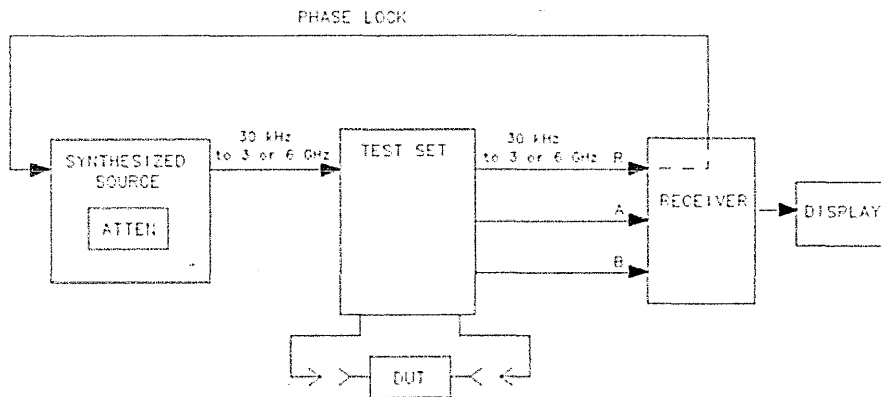 PHASE LOCK
30 kHz
to 3 or 6 GHz
30 kHz
to 3 or 6 GHz
R
SYNTHESIZED
SOURCE
ATTEN
TEST SET
A
B
RECEIVER
DISPLAY
DUT